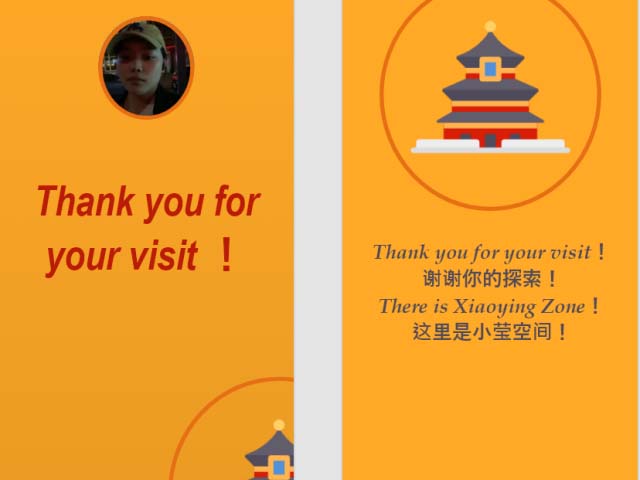 Thank you for
your visit ！
Thank you for your visit！
谢谢你的探索！
There is Xiaoying Zone！
这里是小莹空间！